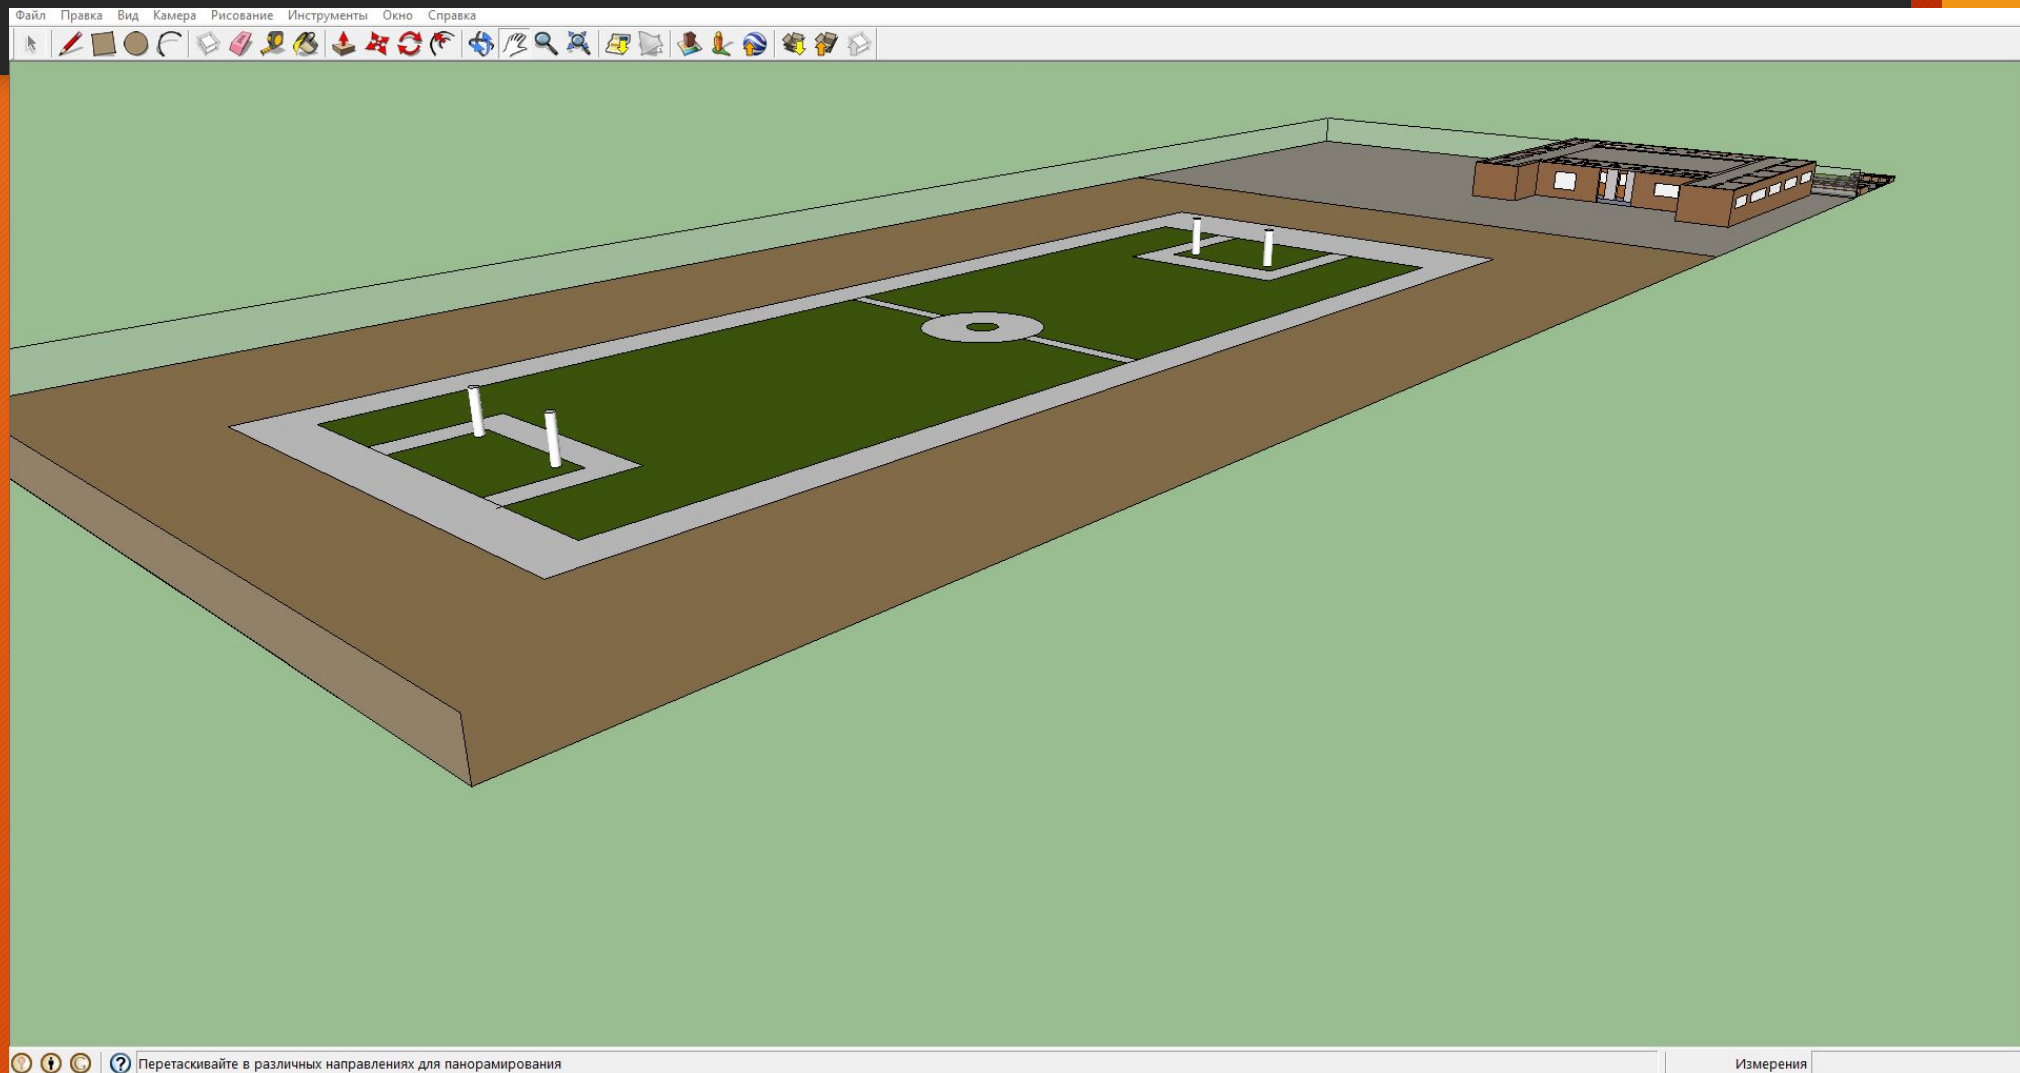 Файл Правка Вид Камера Рисование Инструменты Окно Справка
Перетаскивайте в различных направлениях для панорамирования
Измерения